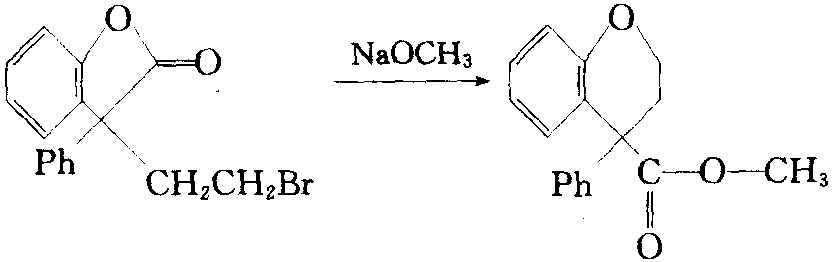 O
O
NaOCH₃
O
Ph
CH₂CH₂Br
Ph
C—O—CH₃
O